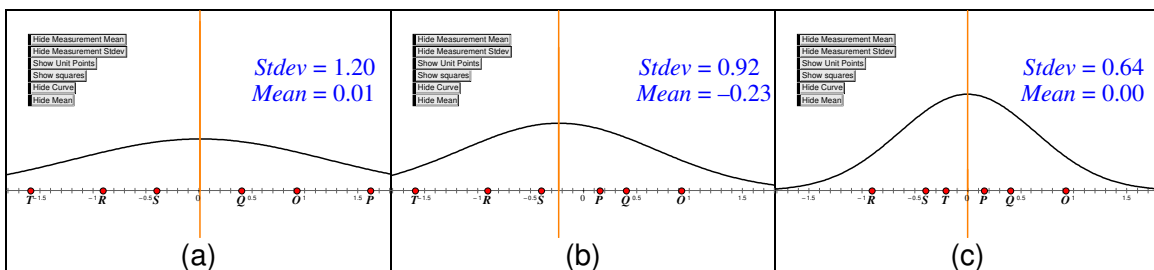 Hide Measurement Mean
Hide Measurement Stdev
Show Unit Points
Show squares
Hide Curve
Hide Mean
Stdev = 1.20
Mean = 0.01
-1.5 -1 -0.5 0 0.5 1 1.5
T R S Q O P
(a)
Hide Measurement Mean
Hide Measurement Stdev
Show Unit Points
Show squares
Hide Curve
Hide Mean
Stdev = 0.92
Mean = –0.23
-1.5 -1 -0.5 0 0.5 1 1.5
T R S P Q O
(b)
Hide Measurement Mean
Hide Measurement Stdev
Show Unit Points
Show squares
Hide Curve
Hide Mean
Stdev = 0.64
Mean = 0.00
-1.5 -1 -0.5 0 0.5 1 1.5
R S T P Q O
(c)